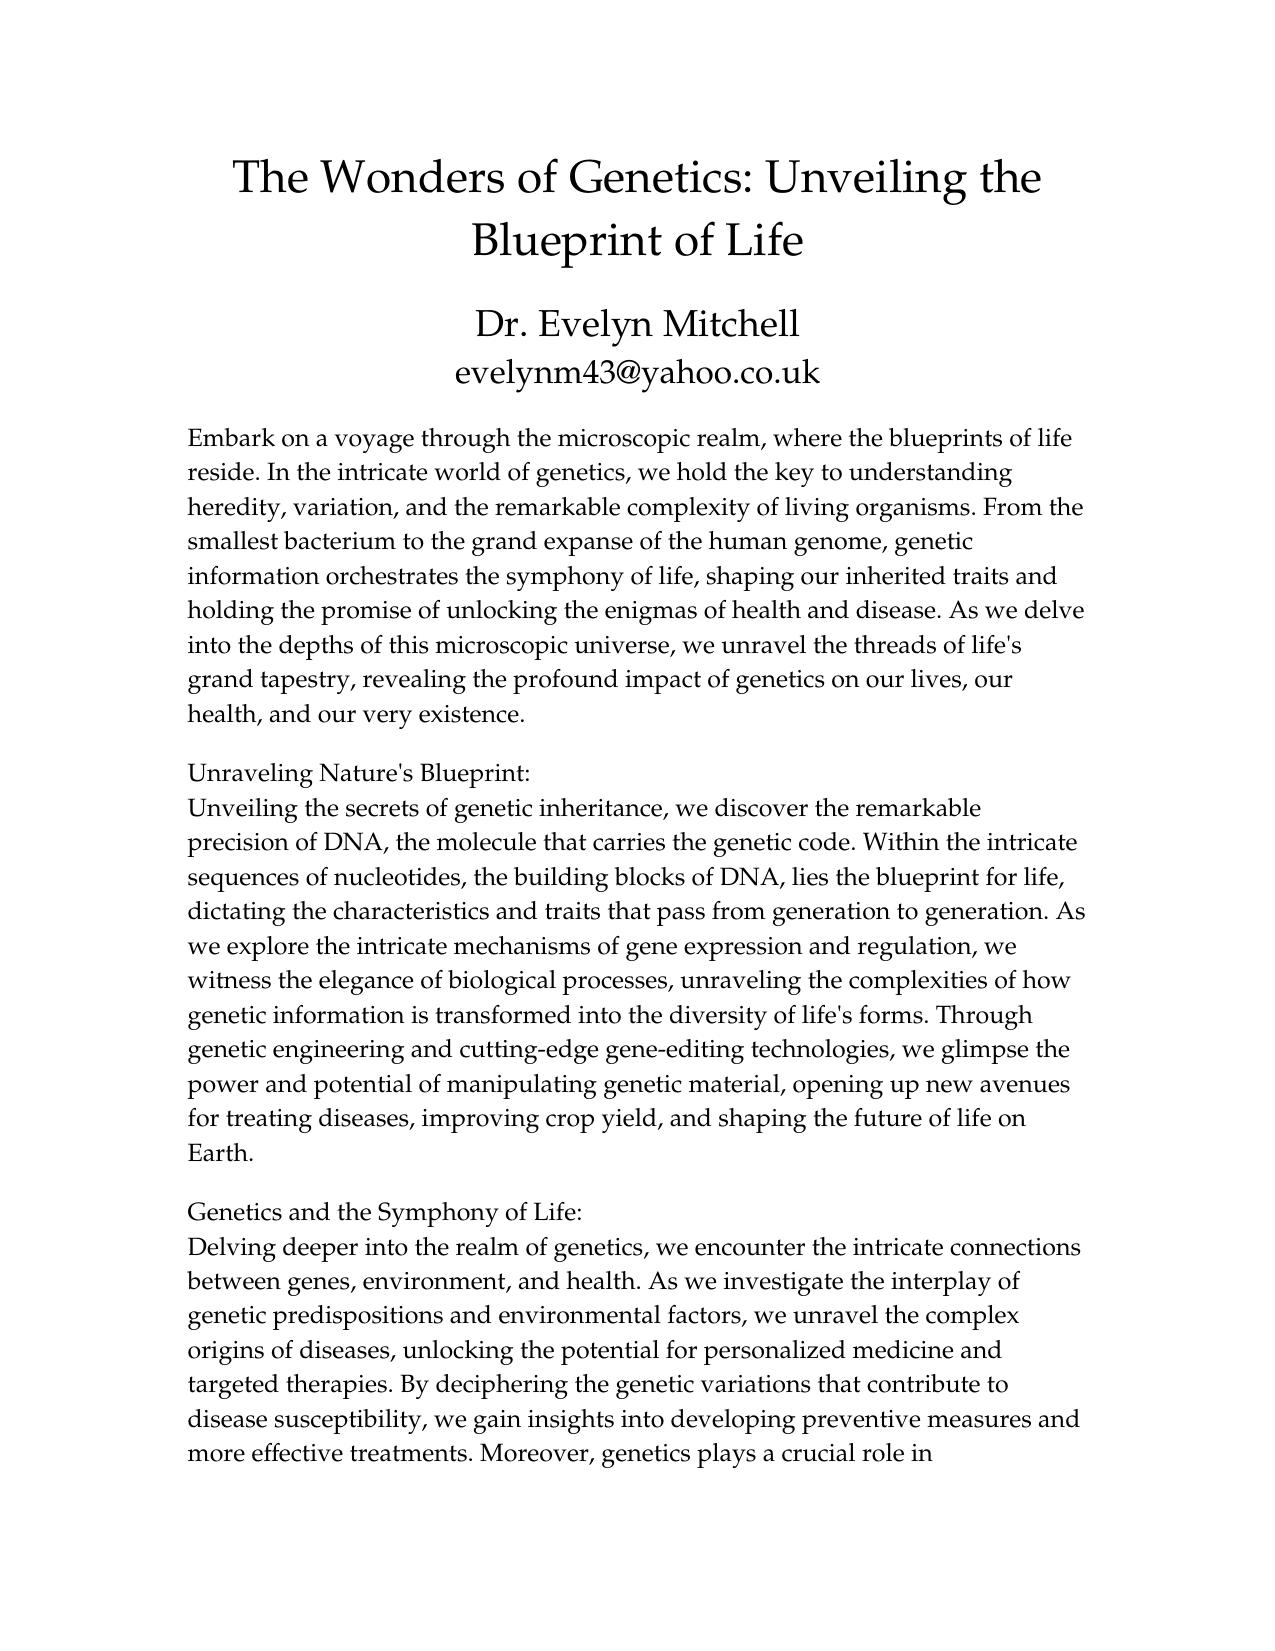 The Wonders of Genetics: Unveiling the
Blueprint of Life
Dr. Evelyn Mitchell
evelynm43@yahoo.co.uk
Embark on a voyage through the microscopic realm, where the blueprints of life
reside. In the intricate world of genetics, we hold the key to understanding
heredity, variation, and the remarkable complexity of living organisms. From the
smallest bacterium to the grand expanse of the human genome, genetic
information orchestrates the symphony of life, shaping our inherited traits and
holding the promise of unlocking the enigmas of health and disease. As we delve
into the depths of this microscopic universe, we unravel the threads of life's
grand tapestry, revealing the profound impact of genetics on our lives, our
health, and our very existence.
Unraveling Nature's Blueprint:
Unveiling the secrets of genetic inheritance, we discover the remarkable
precision of DNA, the molecule that carries the genetic code. Within the intricate
sequences of nucleotides, the building blocks of DNA, lies the blueprint for life,
dictating the characteristics and traits that pass from generation to generation. As
we explore the intricate mechanisms of gene expression and regulation, we
witness the elegance of biological processes, unraveling the complexities of how
genetic information is transformed into the diversity of life's forms. Through
genetic engineering and cutting-edge gene-editing technologies, we glimpse the
power and potential of manipulating genetic material, opening up new avenues
for treating diseases, improving crop yield, and shaping the future of life on
Earth.
Genetics and the Symphony of Life:
Delving deeper into the realm of genetics, we encounter the intricate connections
between genes, environment, and health. As we investigate the interplay of
genetic predispositions and environmental factors, we unravel the complex
origins of diseases, unlocking the potential for personalized medicine and
targeted therapies. By deciphering the genetic variations that contribute to
disease susceptibility, we gain insights into developing preventive measures and
more effective treatments. Moreover, genetics plays a crucial role in